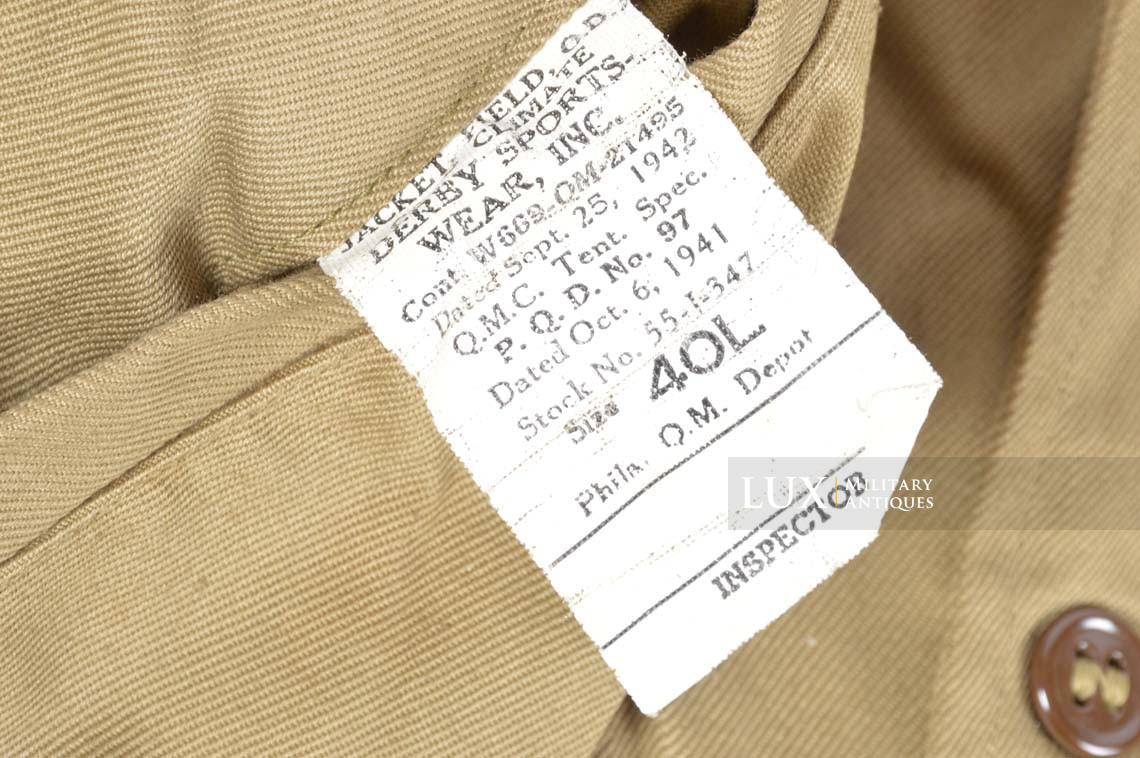 JACKET, FIELD, O.D.
CLIMATE
DERBY SPORTS-
WEAR, INC.
Cont. W669-QM-21495
Dated Sept. 25, 1942
Q.M.C. Tent. Spec.
P. Q. D. No. 97
Dated Oct. 6, 1941
Stock No. 55-J-347
Size 40L
Phila. Q.M. Depot
INSPECTOR
LUX MILITARY
ANTIQUES